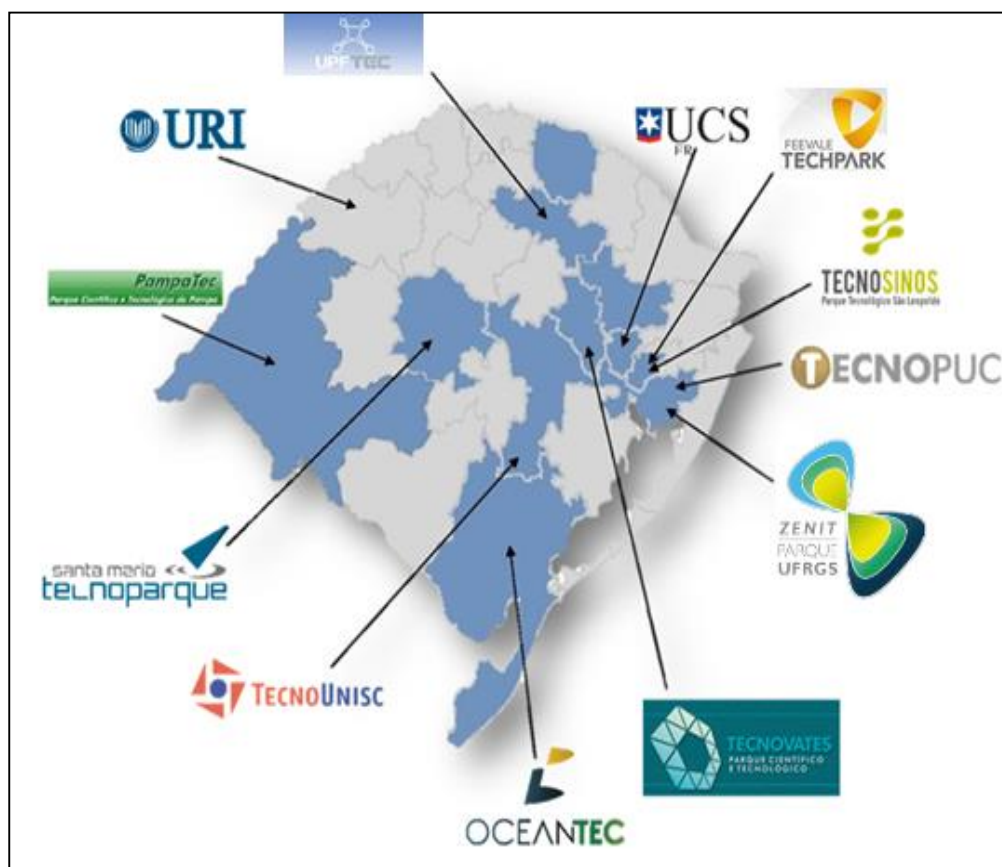 UPFTEC
URI
UCS
FEEVALE
TECHPARK
PampaTec
Parque Científico e Tecnológico do Pampa
TECNOSINOS
Parque Tecnológico São Leopoldo
TECNOPUC
ZENIT
PARQUE
UFRGS
santa maria
tecnoparque
TECNOUNISC
TECNOVATES
PARQUE CIENTÍFICO
E TECNOLÓGICO
OCEANTEC